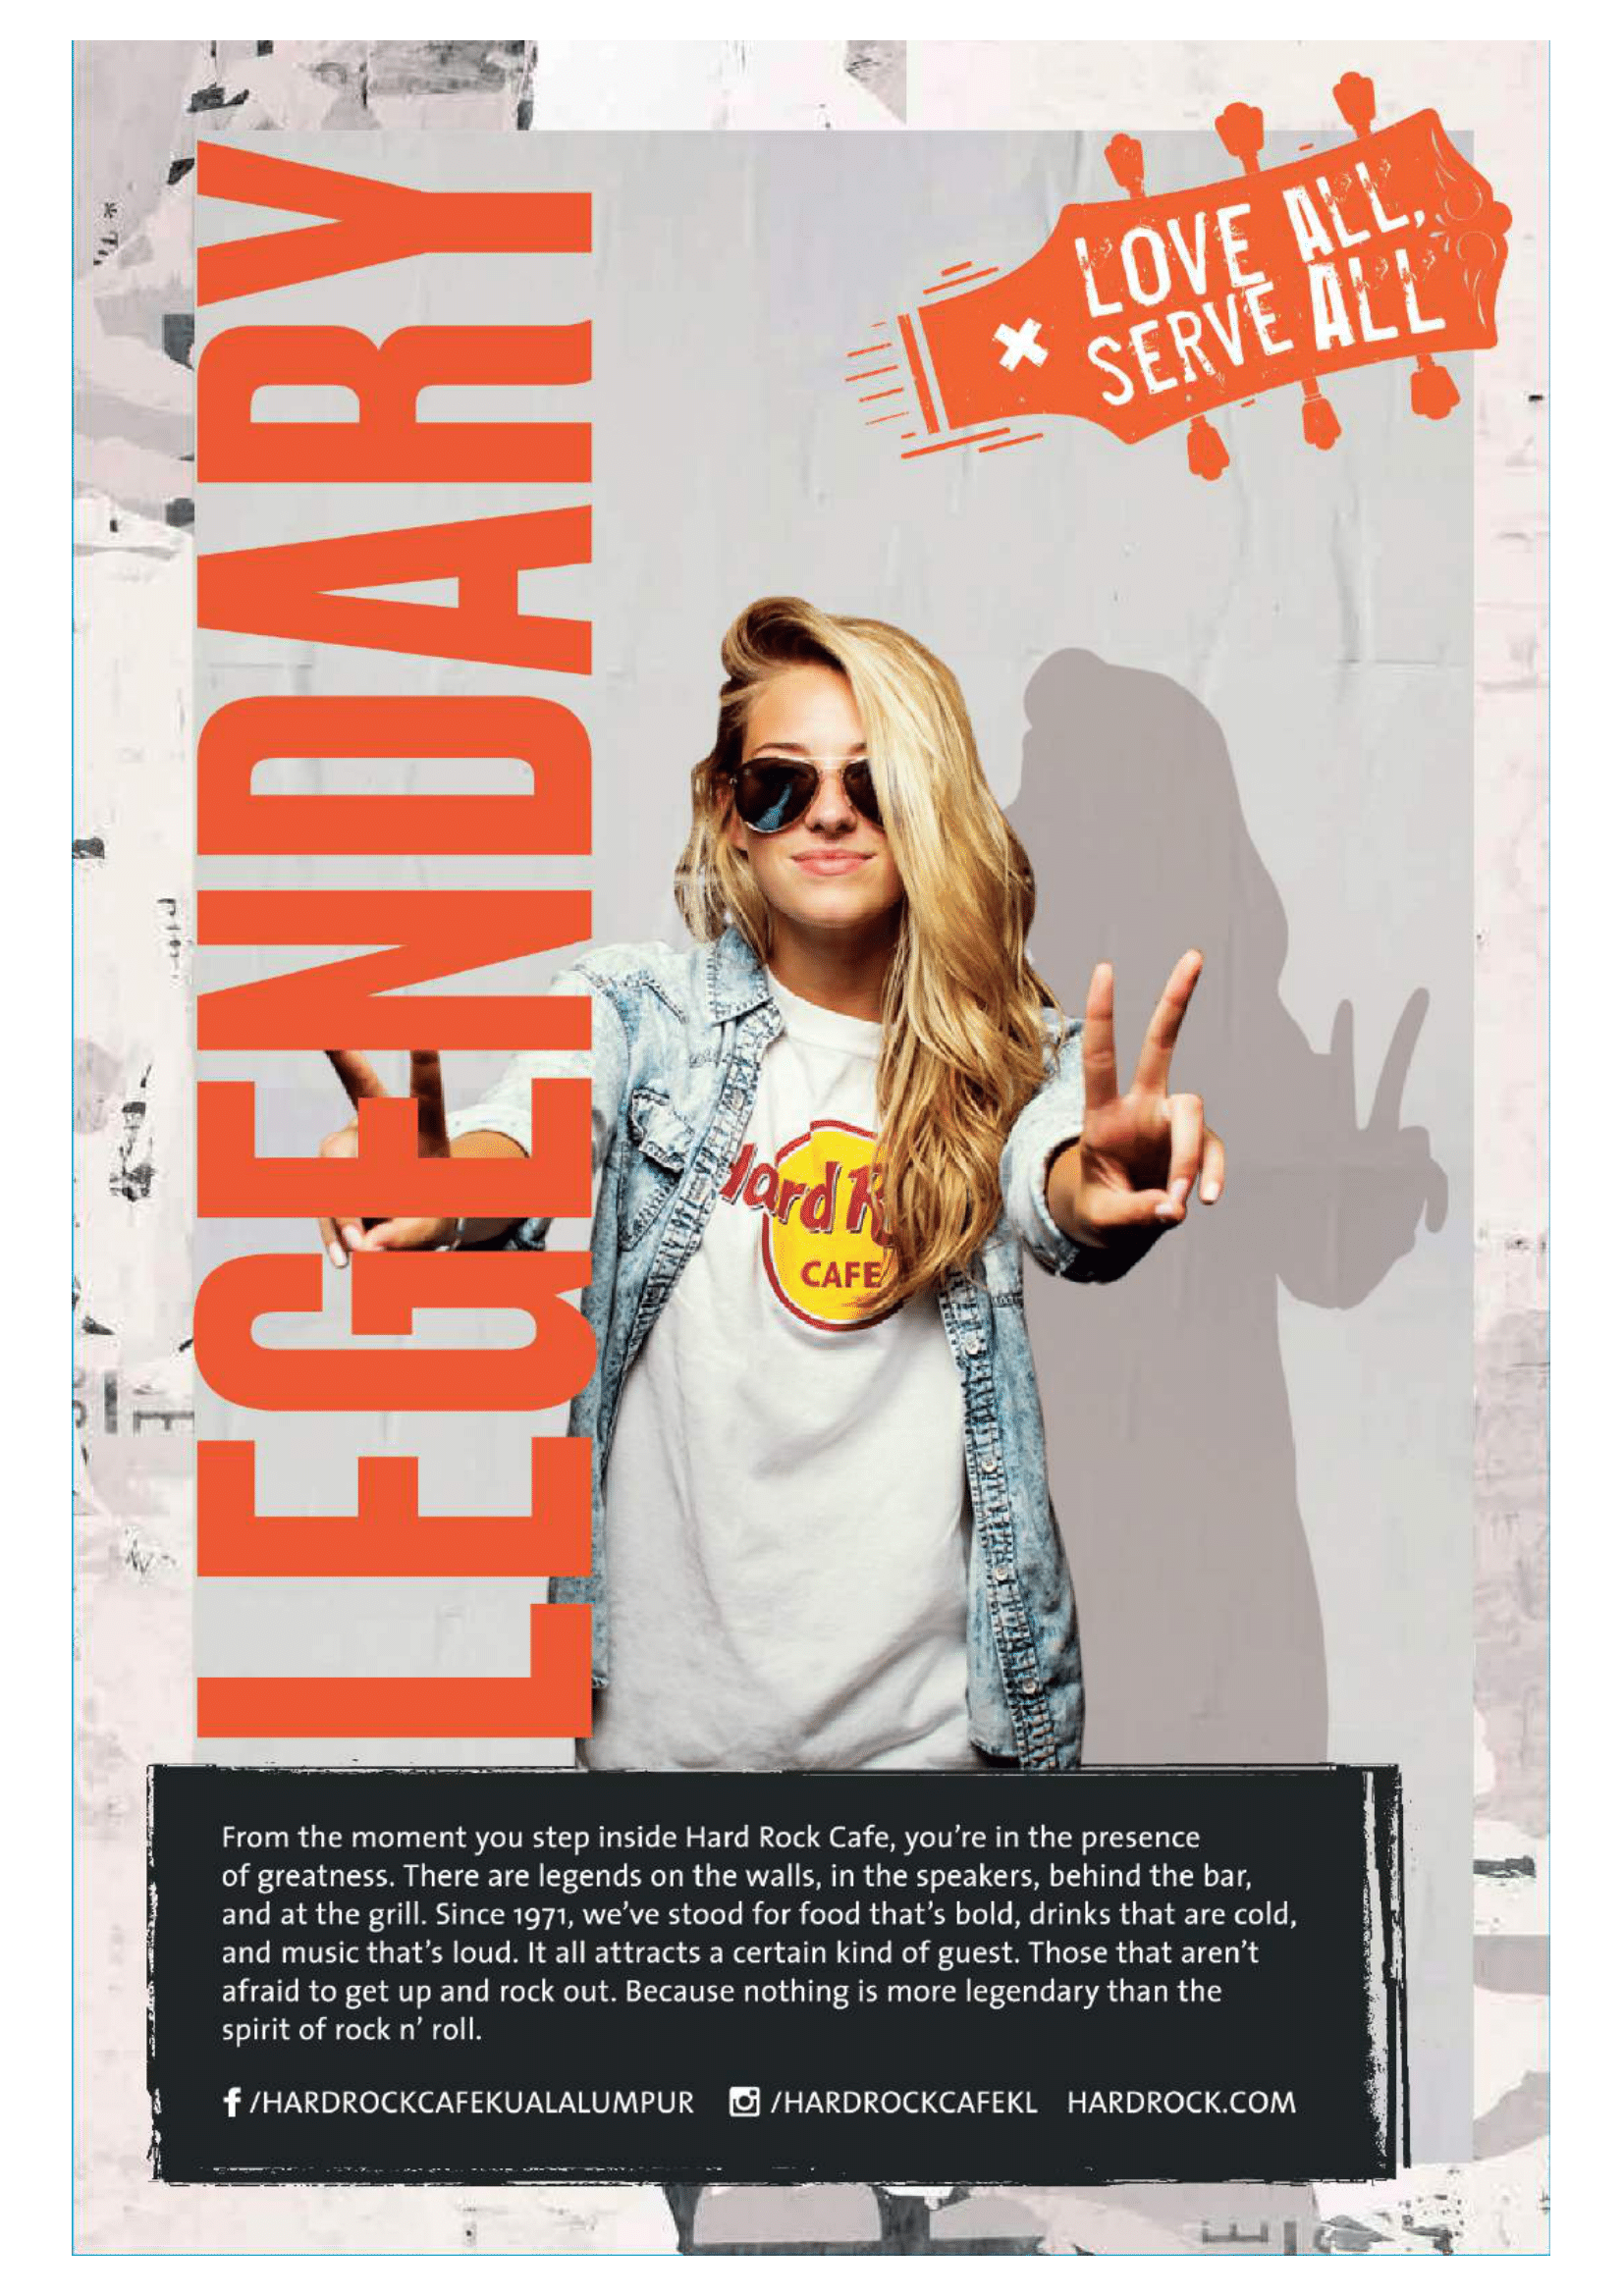 LEGENDARY
LOVE ALL,
SERVE ALL
Hard R
CAFE
From the moment you step inside Hard Rock Cafe, you're in the presence
of greatness. There are legends on the walls, in the speakers, behind the bar,
and at the grill. Since 1971, we've stood for food that's bold, drinks that are cold,
and music that's loud. It all attracts a certain kind of guest. Those that aren't
afraid to get up and rock out. Because nothing is more legendary than the
spirit of rock n' roll.
/HARDROCKCAFEKUALALUMPUR /HARDROCKCAFEKL HARDROCK.COM